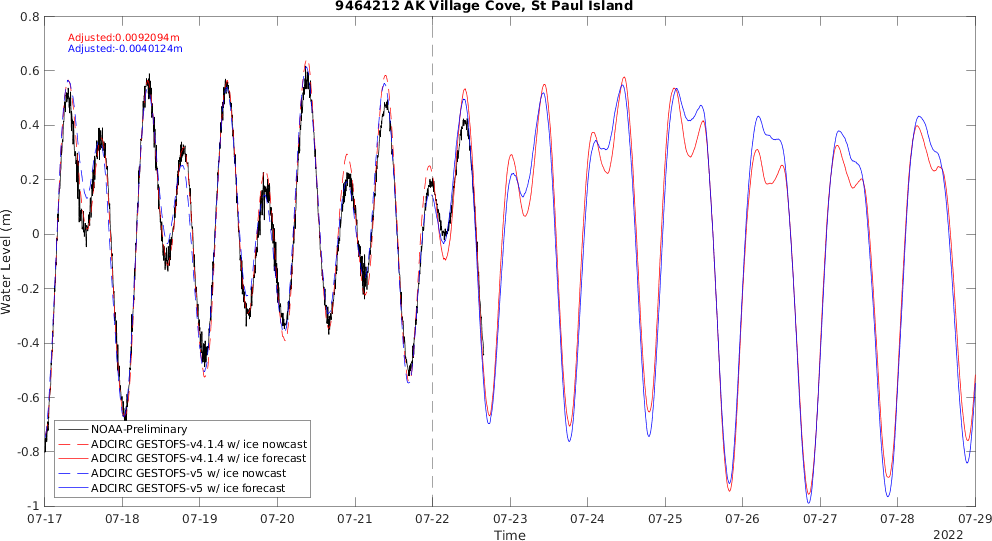 9464212 AK Village Cove, St Paul Island
Adjusted:0.0092094m
Adjusted:-0.0040124m
0.8
0.6
0.4
0.2
0
-0.2
-0.4
-0.6
-0.8
-1
Water Level (m)
NOAA-Preliminary
ADCIRC GESTOFS-v4.1.4 w/ ice nowcast
ADCIRC GESTOFS-v4.1.4 w/ ice forecast
ADCIRC GESTOFS-v5 w/ ice nowcast
ADCIRC GESTOFS-v5 w/ ice forecast
07-17 07-18 07-19 07-20 07-21 07-22 07-23 07-24 07-25 07-26 07-27 07-28 07-29
Time
2022